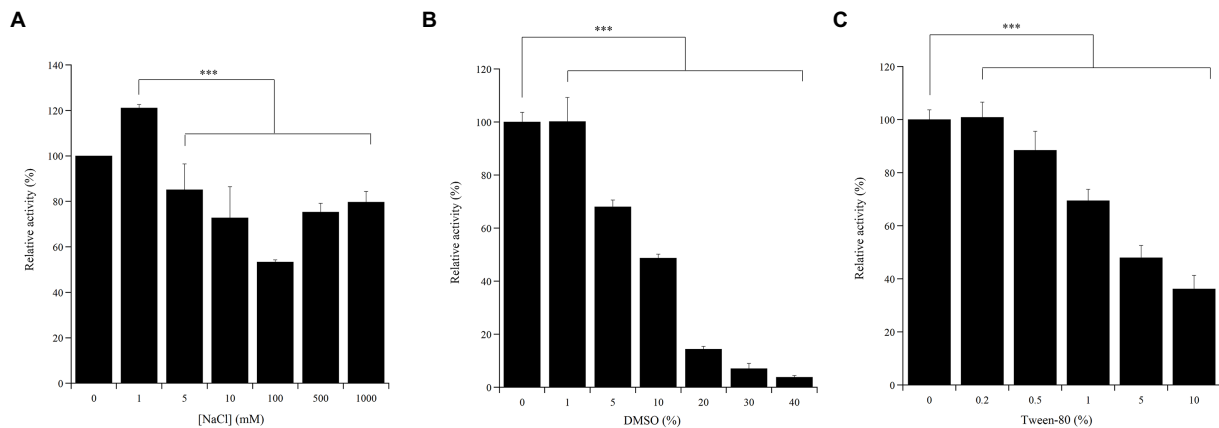 A
***
140
120
100
80
60
40
20
0
Relative activity (%)
0 1 5 10 100 500 1000
[NaCl] (mM)
B
***
120
100
80
60
40
20
0
Relative activity (%)
0 1 5 10 20 30 40
DMSO (%)
C
***
120
100
80
60
40
20
0
Relative activity (%)
0 0.2 0.5 1 5 10
Tween-80 (%)